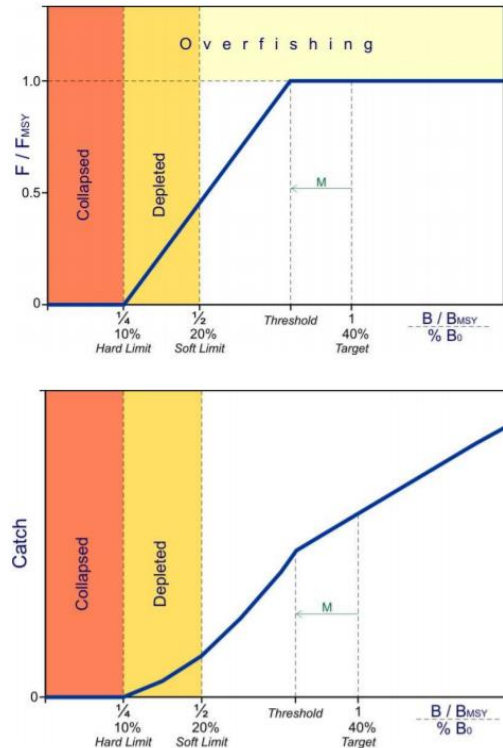 Overfishing
1.0
F / FMSY
Collapsed
Depleted
0.5
M
0
¼
½
1
B / BMSY
10%
20%
Threshold
40%
% B₀
Hard Limit
Soft Limit
Target
Catch
Collapsed
Depleted
M
0
¼
½
1
B / BMSY
10%
20%
Threshold
40%
% B₀
Hard Limit
Soft Limit
Target